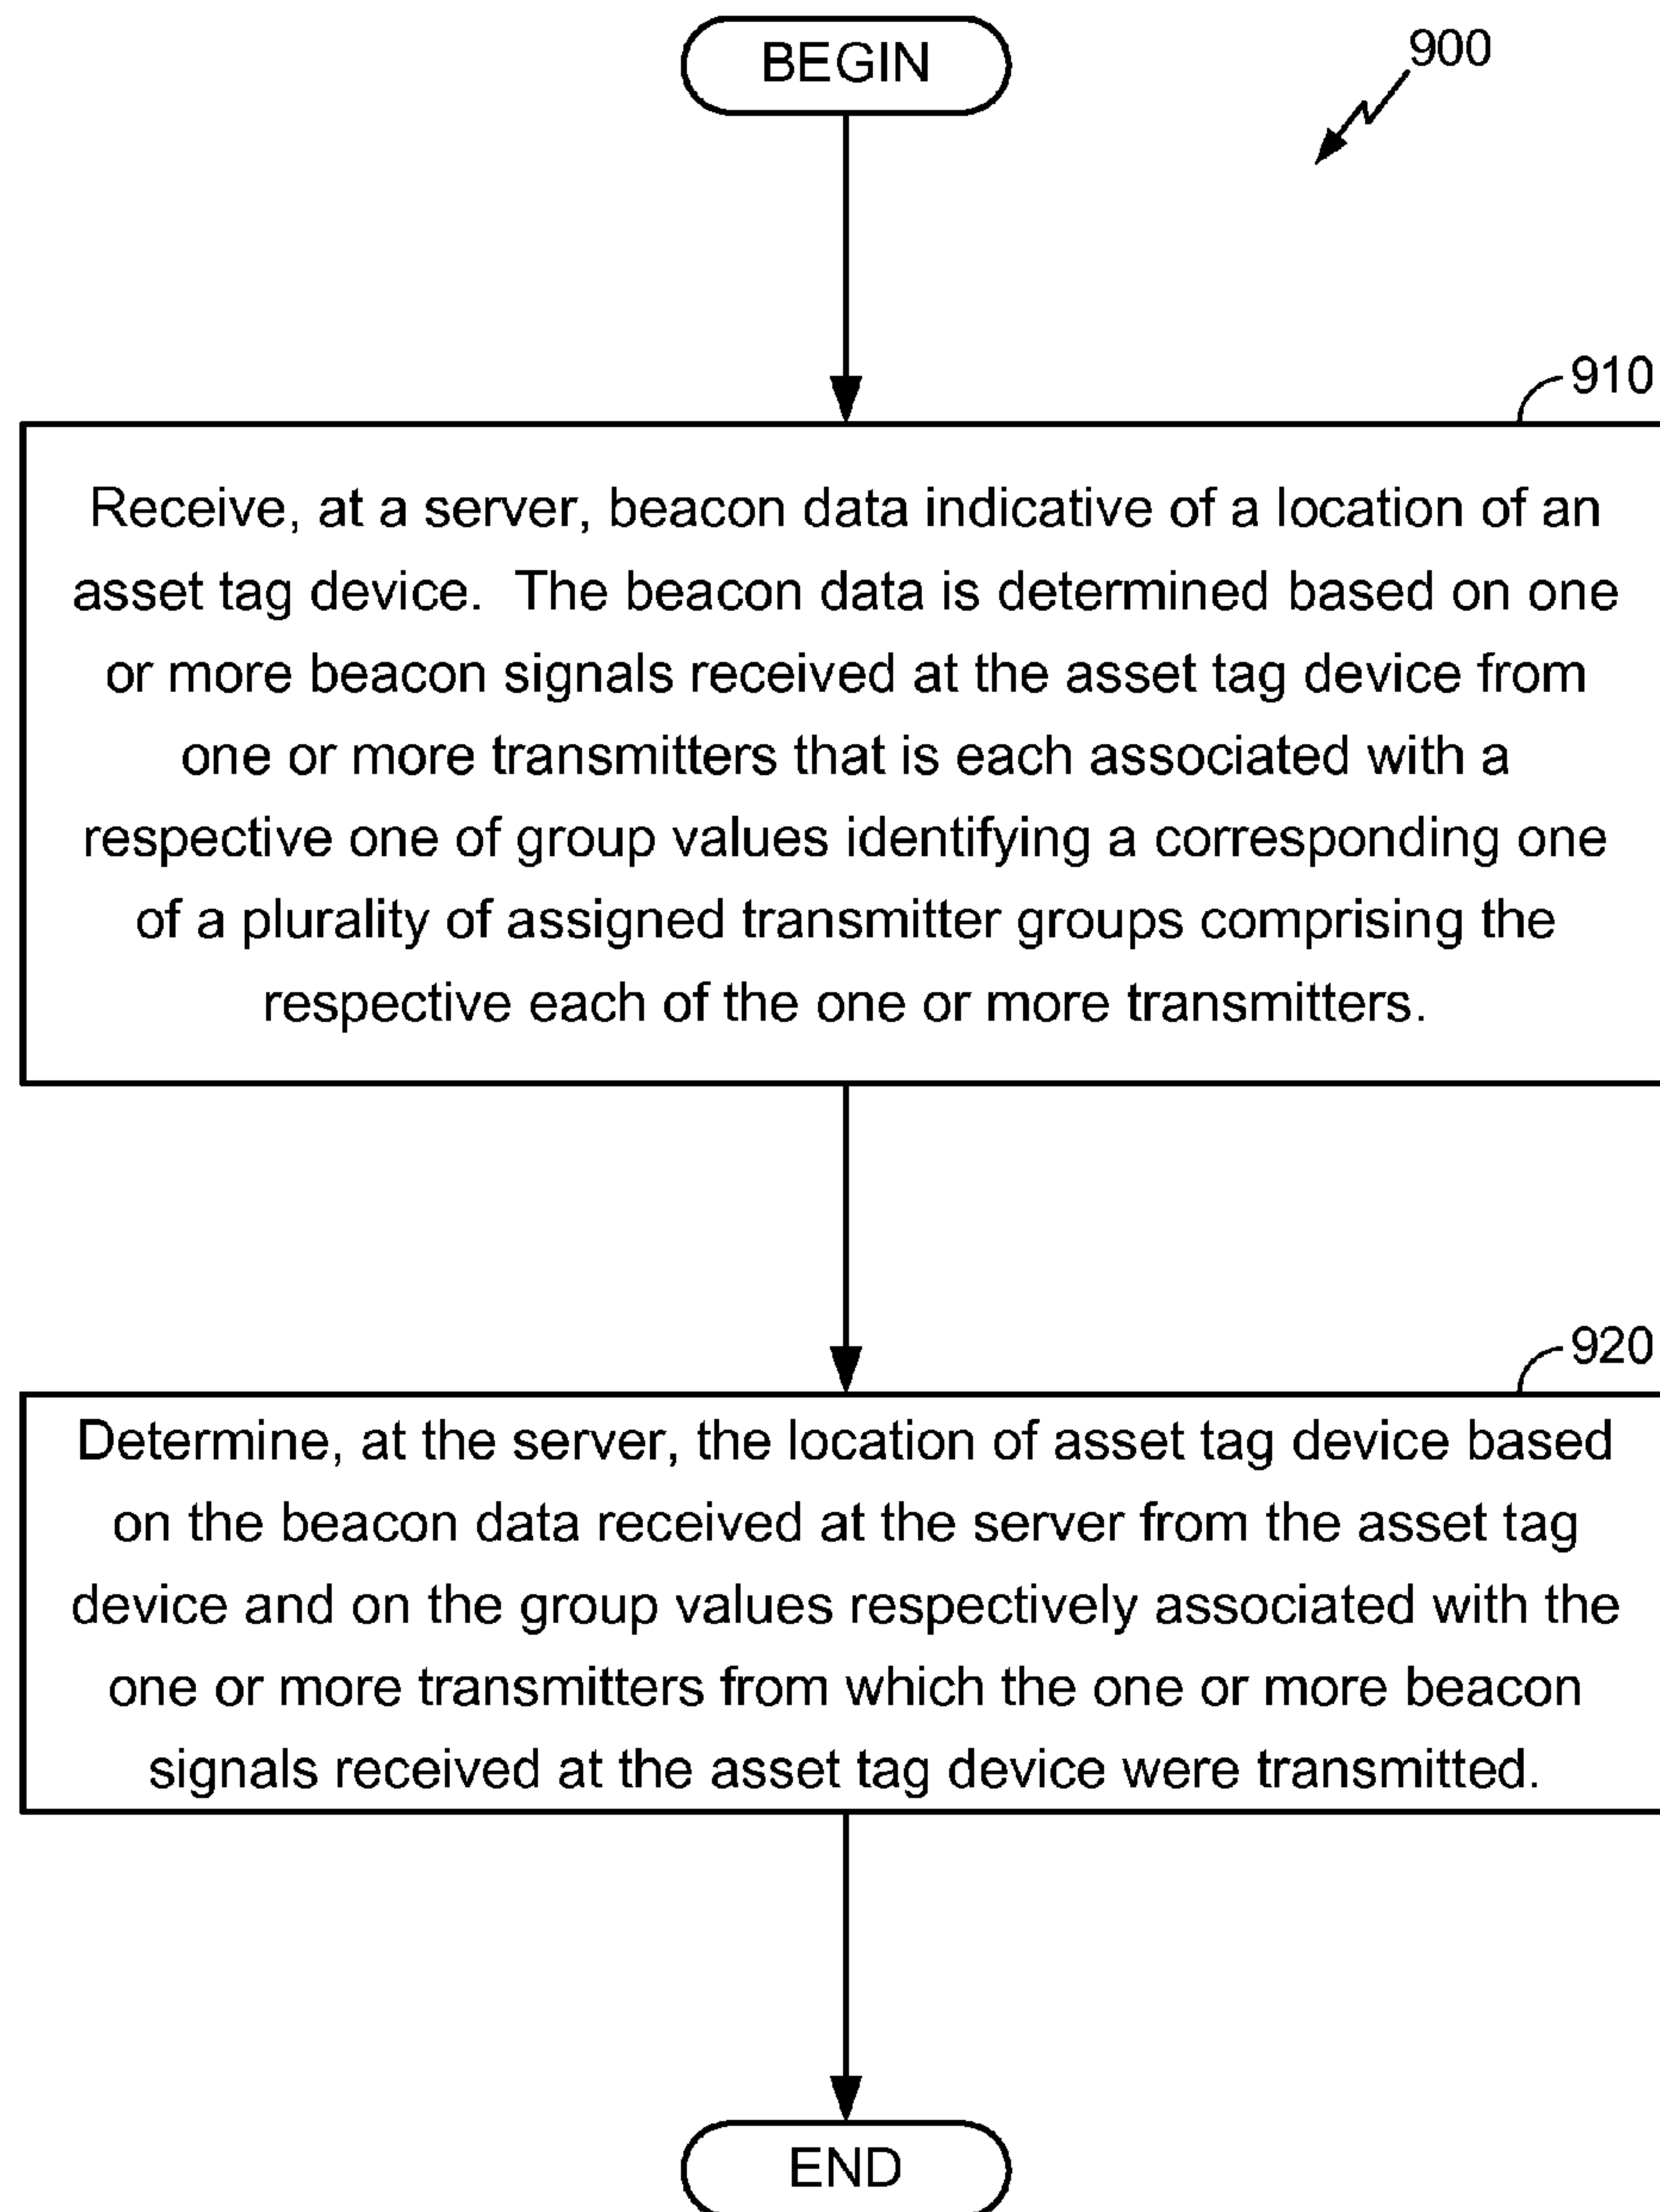 BEGIN
900
910
Receive, at a server, beacon data indicative of a location of an
asset tag device. The beacon data is determined based on one
or more beacon signals received at the asset tag device from
one or more transmitters that is each associated with a
respective one of group values identifying a corresponding one
of a plurality of assigned transmitter groups comprising the
respective each of the one or more transmitters.
920
Determine, at the server, the location of asset tag device based
on the beacon data received at the server from the asset tag
device and on the group values respectively associated with the
one or more transmitters from which the one or more beacon
signals received at the asset tag device were transmitted.
END